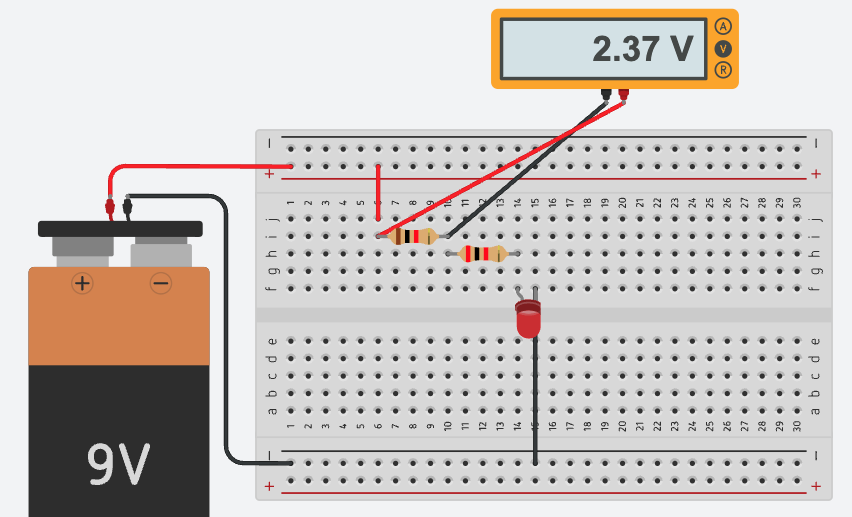 2.37 V
A
V
R
− −
+ +
1 2 3 4 5 6 7 8 9 10 11 12 13 14 15 16 17 18 19 20 21 22 23 24 25 26 27 28 29 30
j j
i i
h h
g g
f f
+ −
e e
d d
c c
b b
a a
1 2 3 4 5 6 7 8 9 10 11 12 13 14 15 16 17 18 19 20 21 22 23 24 25 26 27 28 29 30
9V
− −
+ +